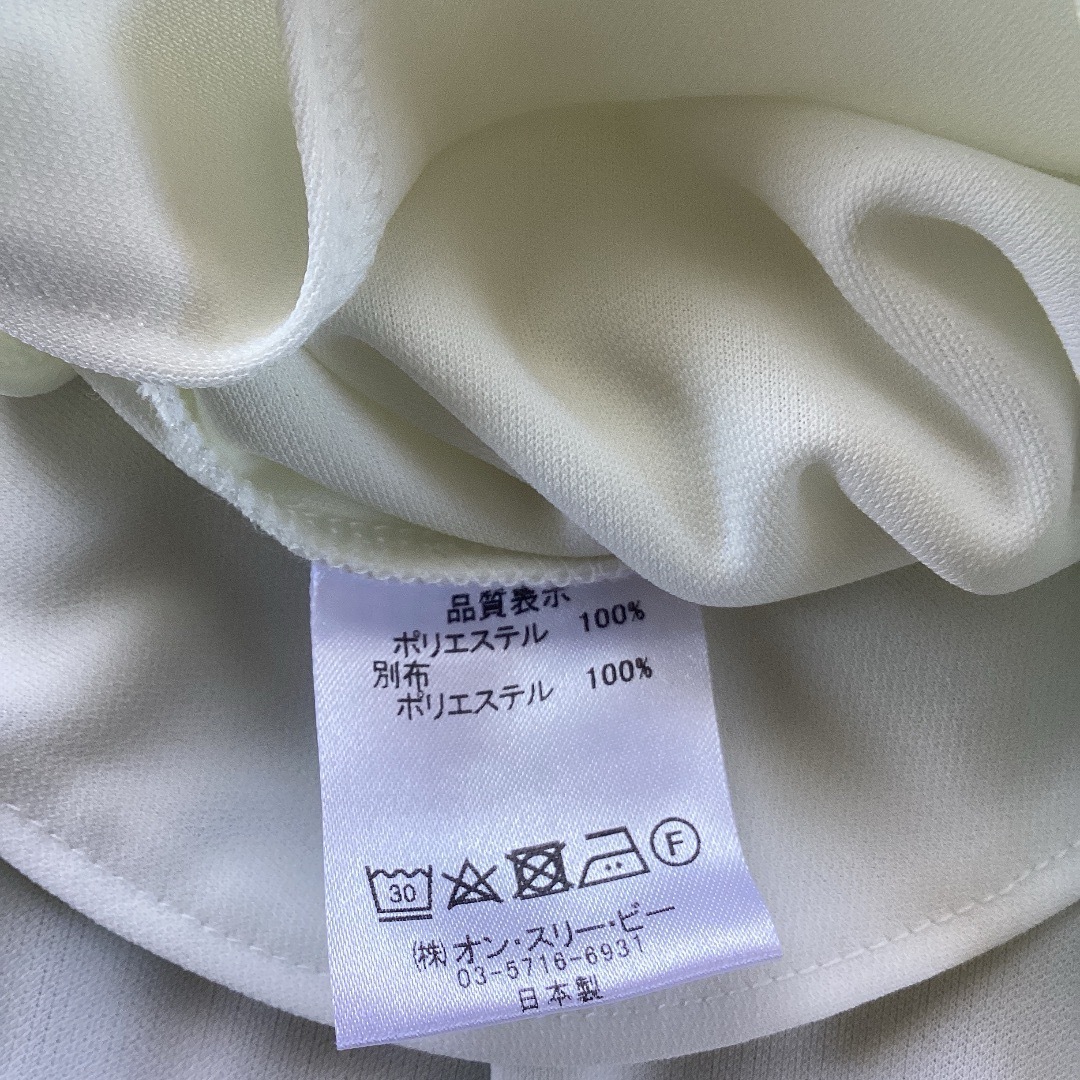 品質表示
ポリエステル 100%
別布
ポリエステル 100%
30 F
(株)オン・スリー・ビー
03-5716-6931
日本製